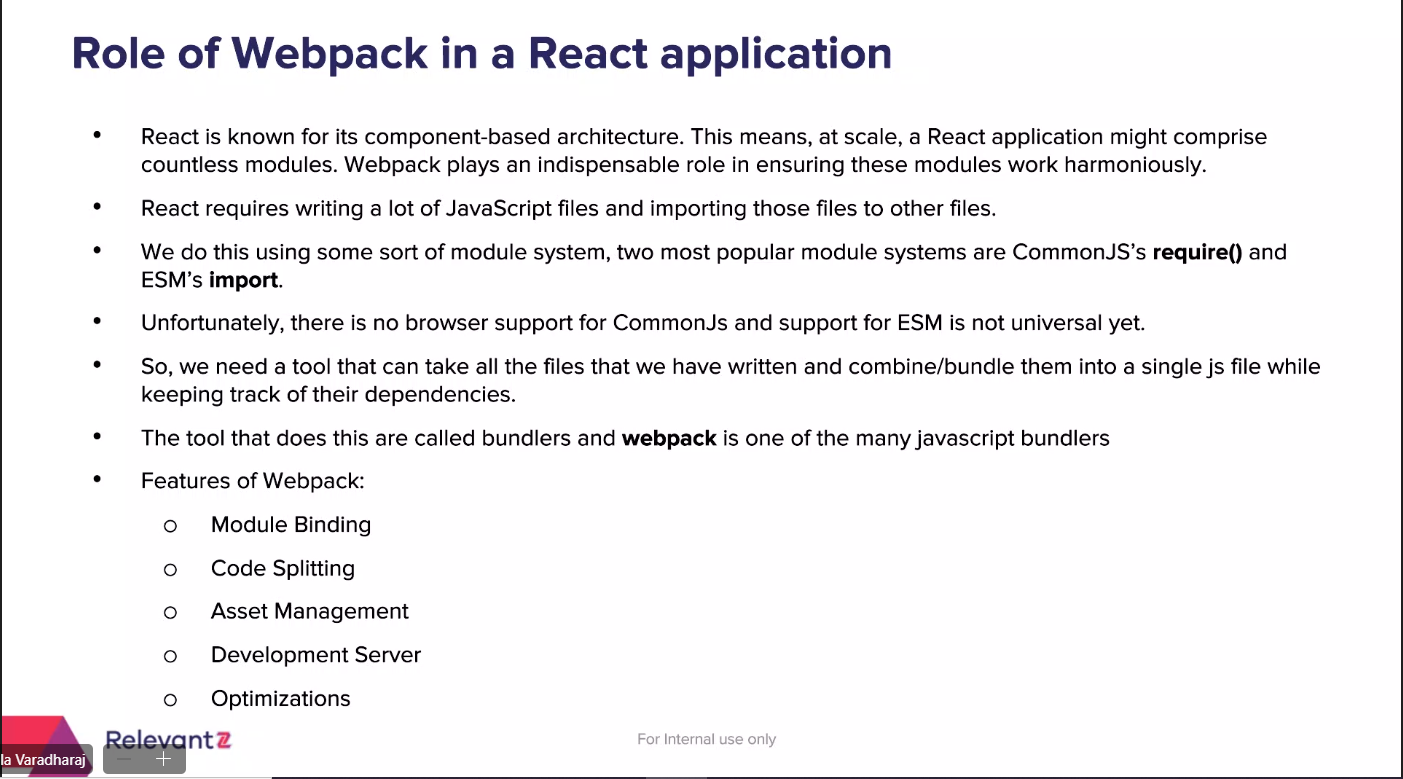 Role of Webpack in a React application
• React is known for its component-based architecture. This means, at scale, a React application might comprise
countless modules. Webpack plays an indispensable role in ensuring these modules work harmoniously.
• React requires writing a lot of JavaScript files and importing those files to other files.
• We do this using some sort of module system, two most popular module systems are CommonJS’s require() and
ESM’s import.
• Unfortunately, there is no browser support for CommonJs and support for ESM is not universal yet.
• So, we need a tool that can take all the files that we have written and combine/bundle them into a single js file while
keeping track of their dependencies.
• The tool that does this are called bundlers and webpack is one of the many javascript bundlers
• Features of Webpack:
○ Module Binding
○ Code Splitting
○ Asset Management
○ Development Server
○ Optimizations
RelevantZ
For Internal use only
la Varadharaj